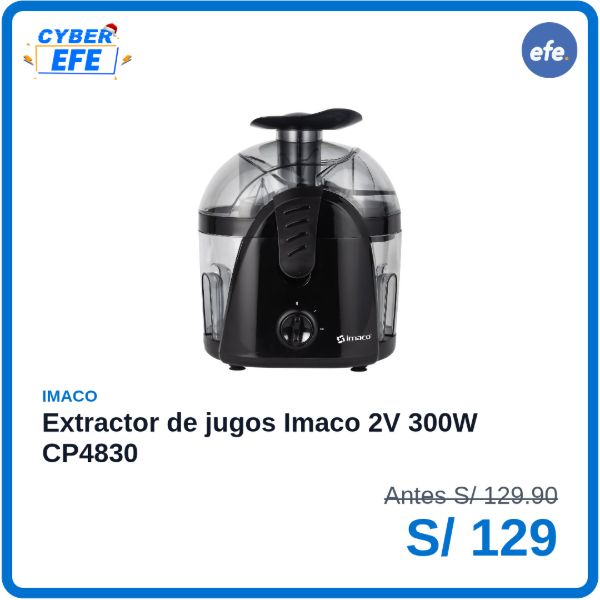 CYBER
EFE
efe.
imaco
IMACO
Extractor de jugos Imaco 2V 300W
CP4830
Antes S/ 129.90
S/ 129